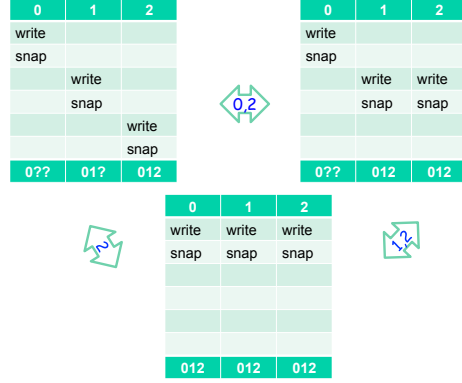 0 1 2
write
snap
write
snap
write
snap
0?? 01? 012
0,2
0 1 2
write
snap
write write
snap snap
0?? 012 012
2
1,2
0 1 2
write write write
snap snap snap
012 012 012